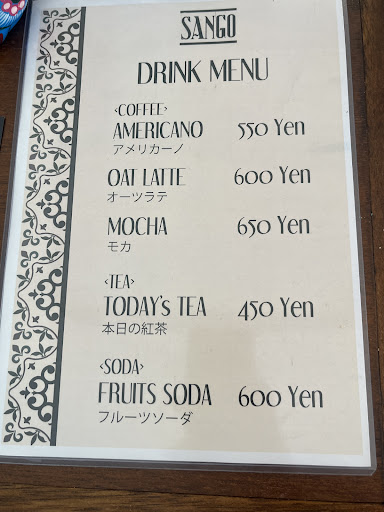 SANGO
DRINK MENU
‹COFFEE›
AMERICANO 550 Yen
アメリカーノ
OAT LATTE 600 Yen
オーツラテ
MOCHA 650 Yen
モカ
‹TEA›
TODAY's TEA 450 Yen
本日の紅茶
‹SODA›
FRUITS SODA 600 Yen
フルーツソーダ